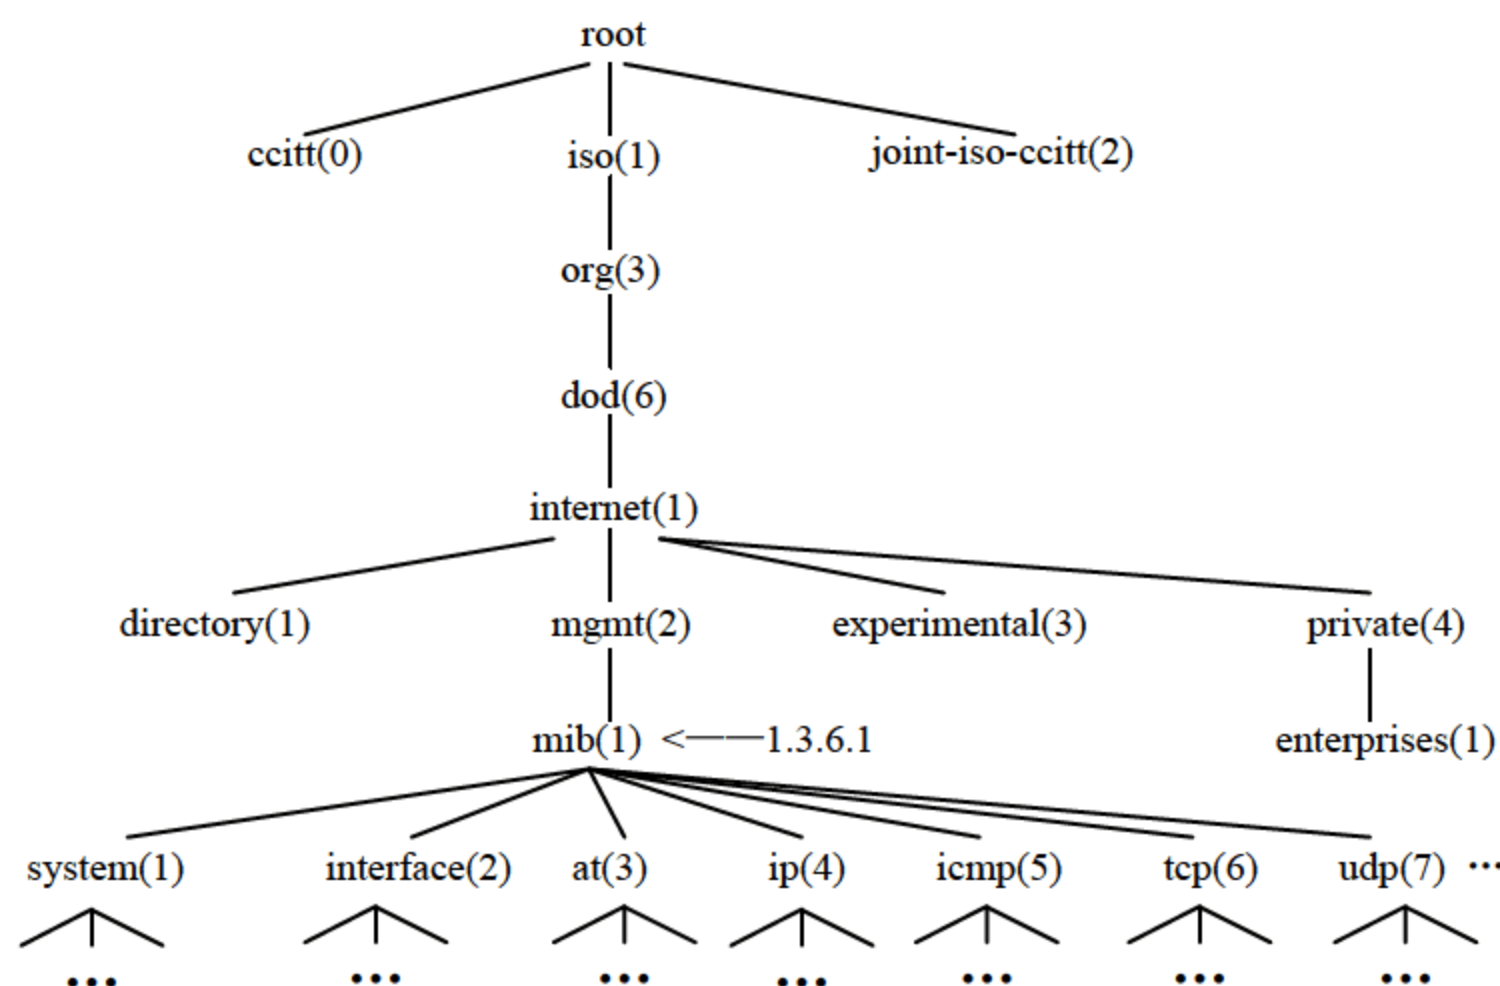 root
ccitt(0) iso(1) joint-iso-ccitt(2)
org(3)
dod(6)
internet(1)
directory(1) mgmt(2) experimental(3) private(4)
mib(1) <——1.3.6.1 enterprises(1)
system(1) interface(2) at(3) ip(4) icmp(5) tcp(6) udp(7) ···
··· ··· ··· ··· ··· ··· ···